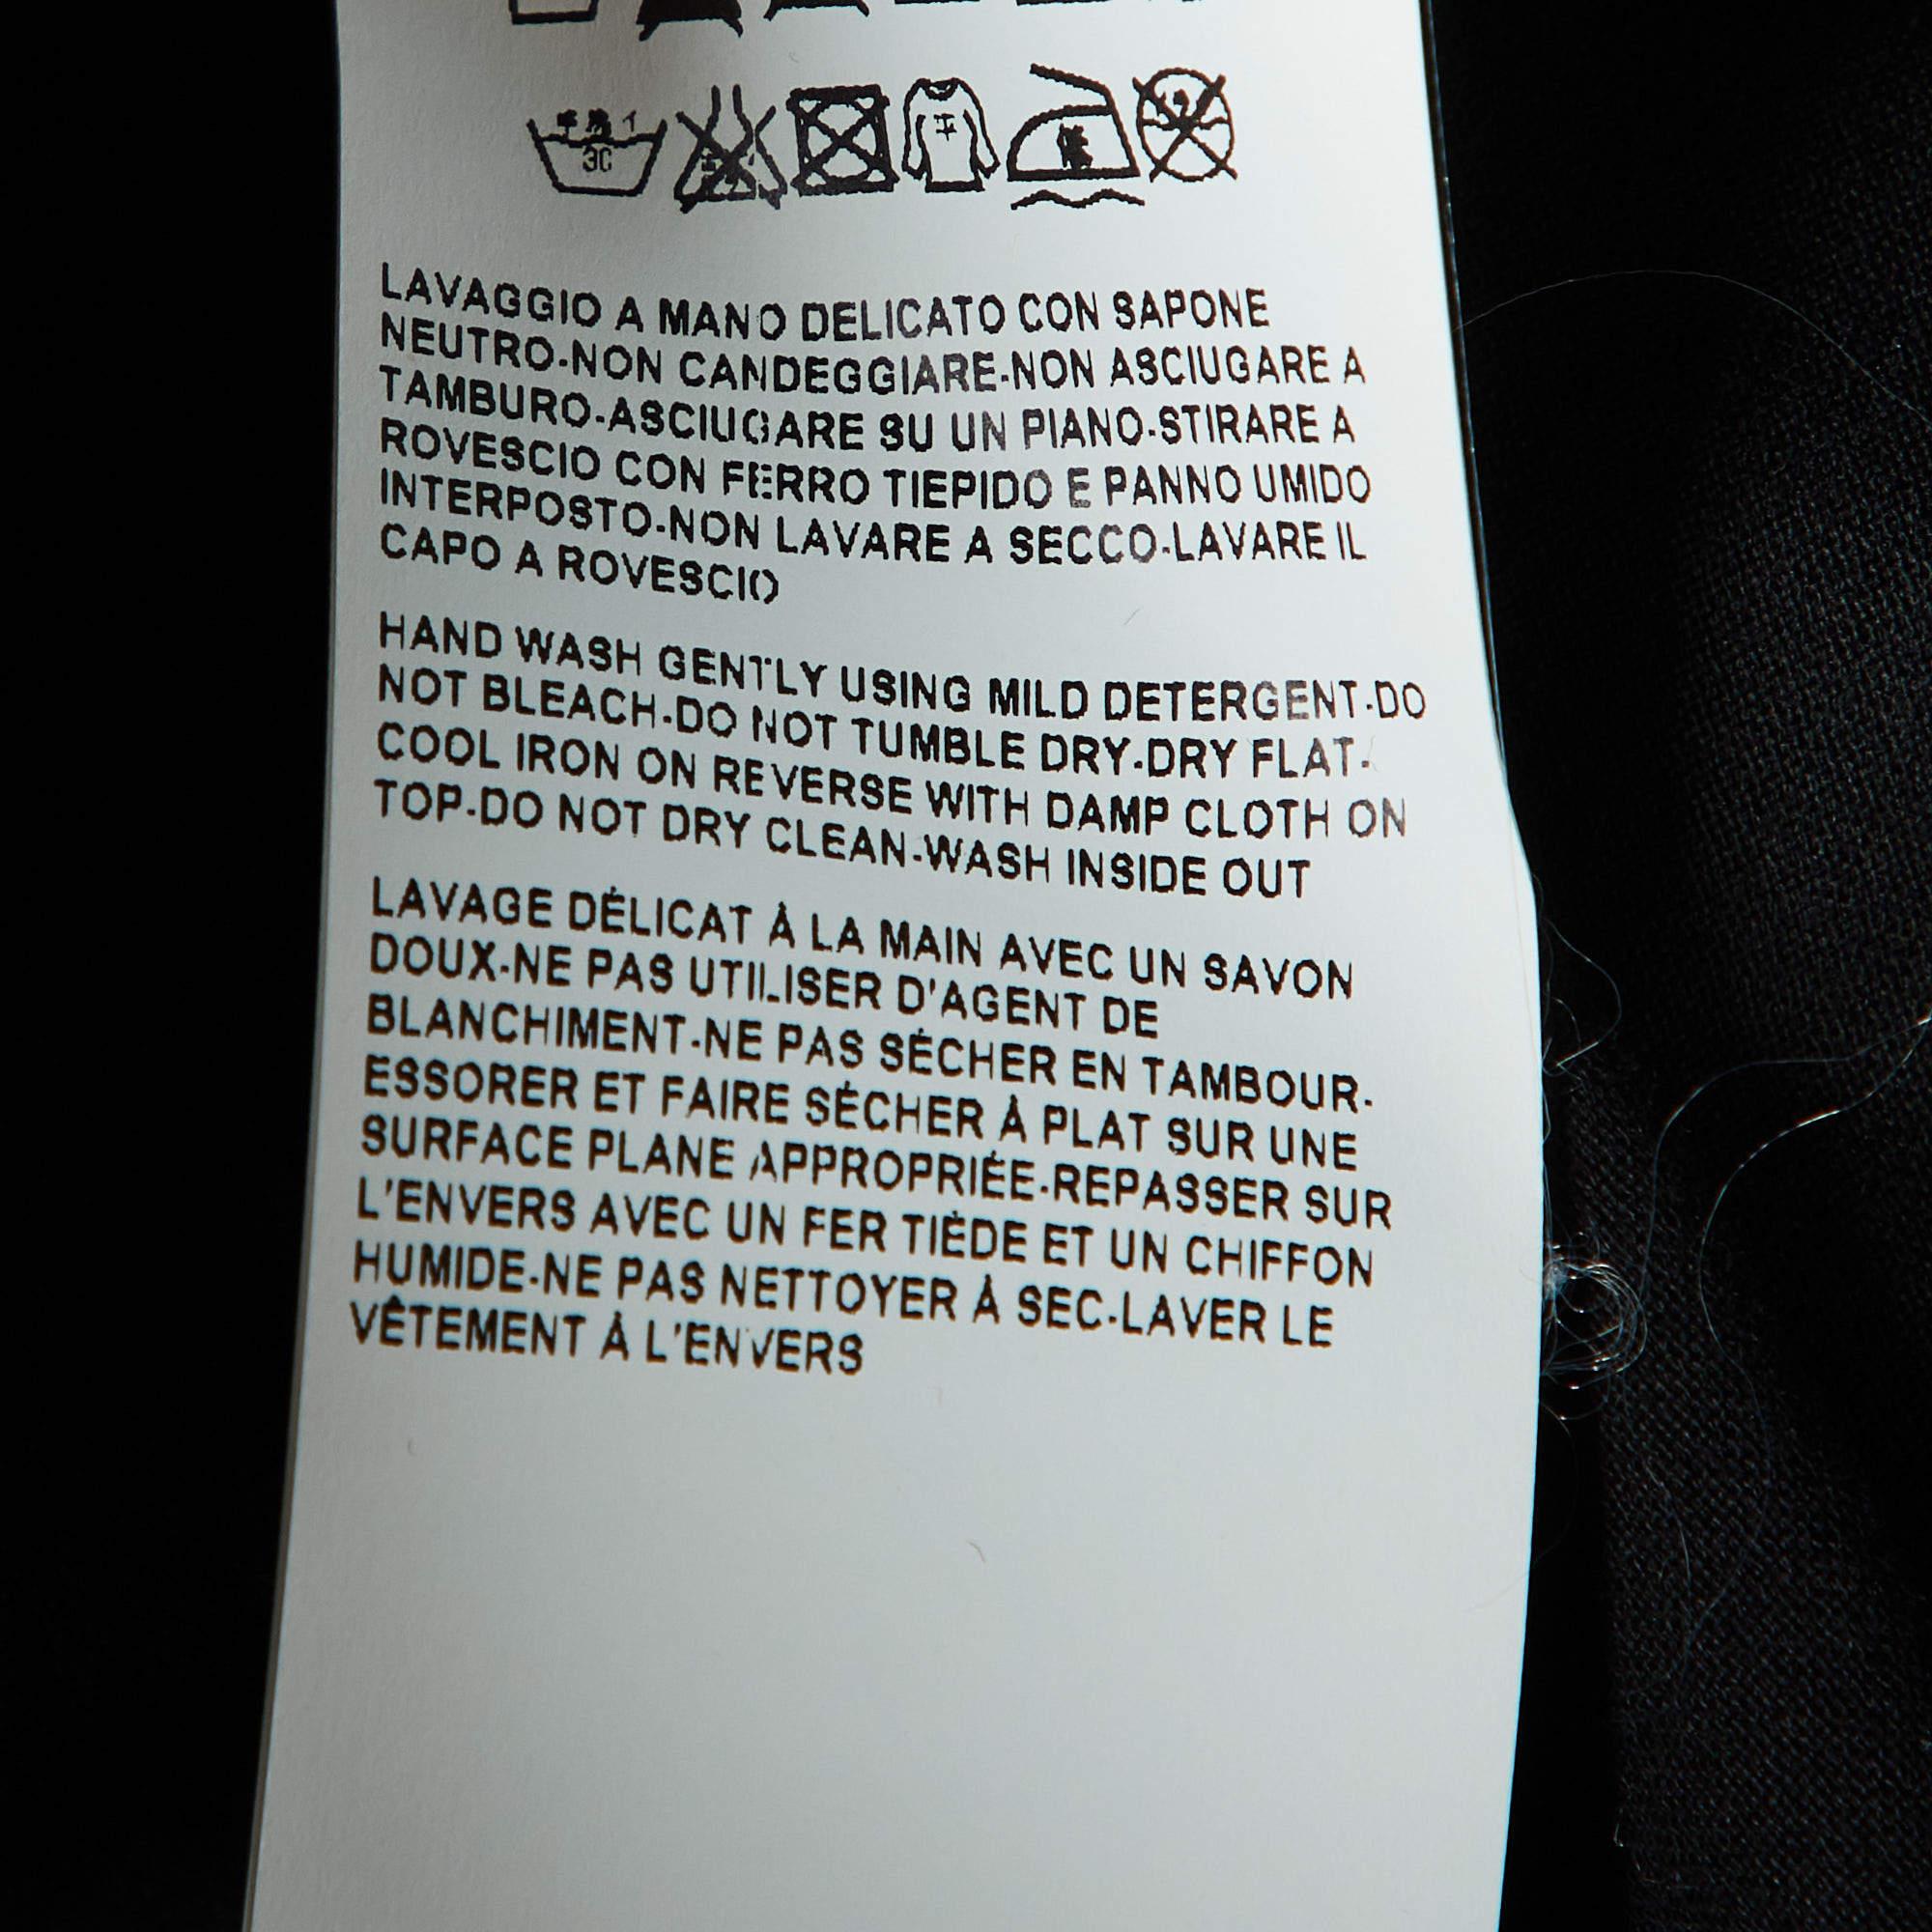 30
平
LAVAGGIO A MANO DELICATO CON SAPONE
NEUTRO-NON CANDEGGIARE-NON ASCIUGARE A
TAMBURO-ASCIUGARE SU UN PIANO-STIRARE A
ROVESCIO CON FERRO TIEPIDO E PANNO UMIDO
INTERPOSTO-NON LAVARE A SECCO-LAVARE IL
CAPO A ROVESCIO
HAND WASH GENTLY USING MILD DETERGENT-DO
NOT BLEACH-DO NOT TUMBLE DRY-DRY FLAT-
COOL IRON ON REVERSE WITH DAMP CLOTH ON
TOP-DO NOT DRY CLEAN-WASH INSIDE OUT
LAVAGE DÉLICAT À LA MAIN AVEC UN SAVON
DOUX-NE PAS UTILISER D'AGENT DE
BLANCHIMENT-NE PAS SÉCHER EN TAMBOUR-
ESSORER ET FAIRE SÉCHER À PLAT SUR UNE
SURFACE PLANE APPROPRIÉE-REPASSER SUR
L'ENVERS AVEC UN FER TIÈDE ET UN CHIFFON
HUMIDE-NE PAS NETTOYER À SEC-LAVER LE
VÊTEMENT À L'ENVERS